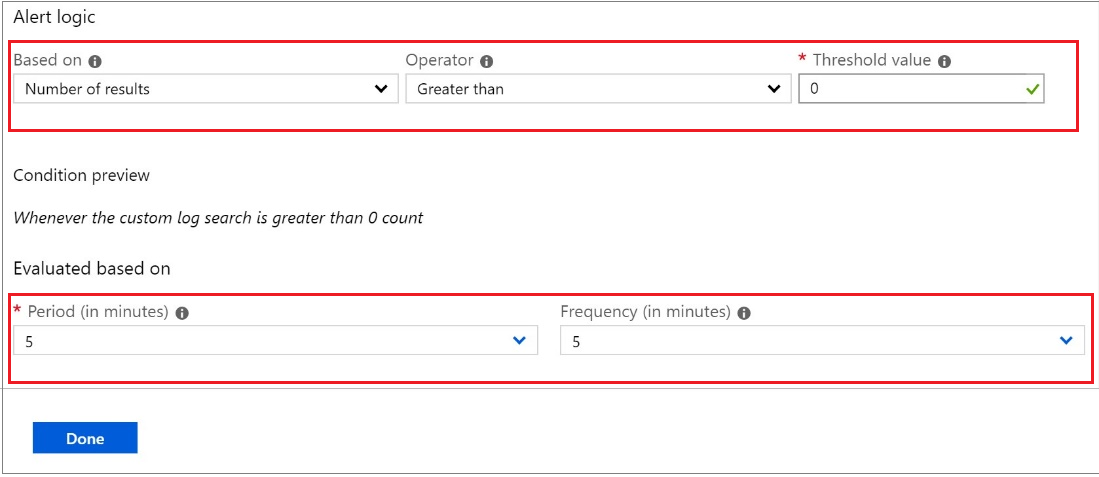 Alert logic
Based on Operator * Threshold value
Number of results Greater than 0
Condition preview
Whenever the custom log search is greater than 0 count
Evaluated based on
* Period (in minutes) Frequency (in minutes)
5 5
Done